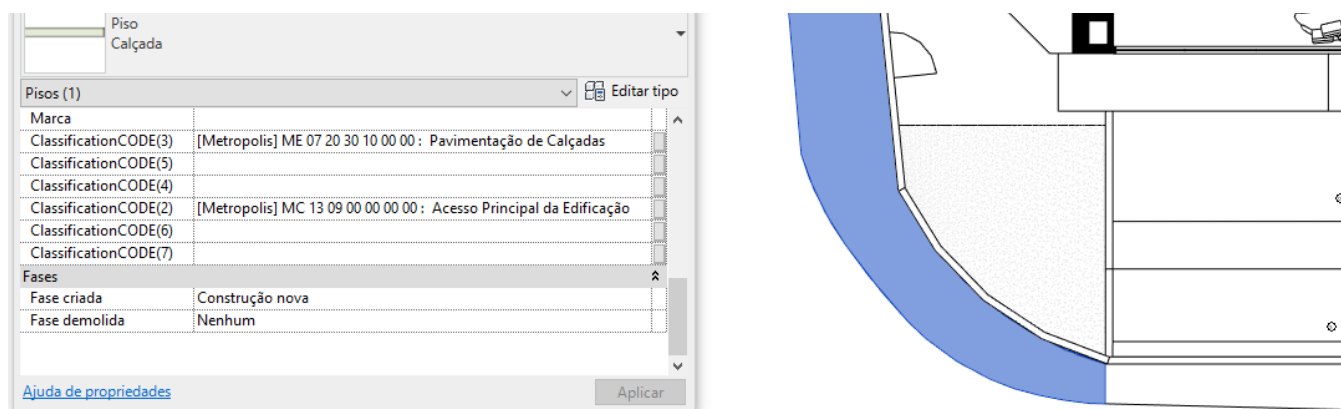 Piso
Calçada
Pisos (1)
Editar tipo
Marca
ClassificationCODE(3) [Metropolis] ME 07 20 30 10 00 00 : Pavimentação de Calçadas
ClassificationCODE(5)
ClassificationCODE(4)
ClassificationCODE(2) [Metropolis] MC 13 09 00 00 00 00 : Acesso Principal da Edificação
ClassificationCODE(6)
ClassificationCODE(7)
Fases
Fase criada Construção nova
Fase demolida Nenhum
Ajuda de propriedades
Aplicar